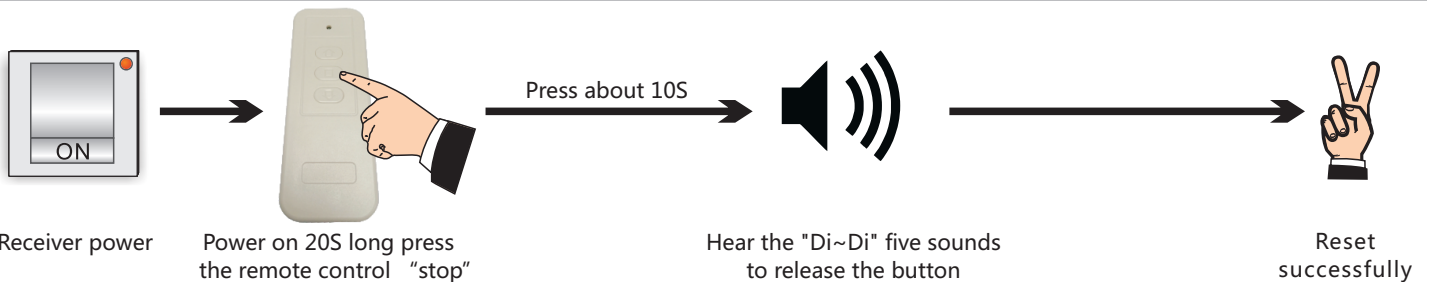 ON
Press about 10S
Receiver power
Power on 20S long press
the remote control “stop”
Hear the "Di~Di" five sounds
to release the button
Reset
successfully